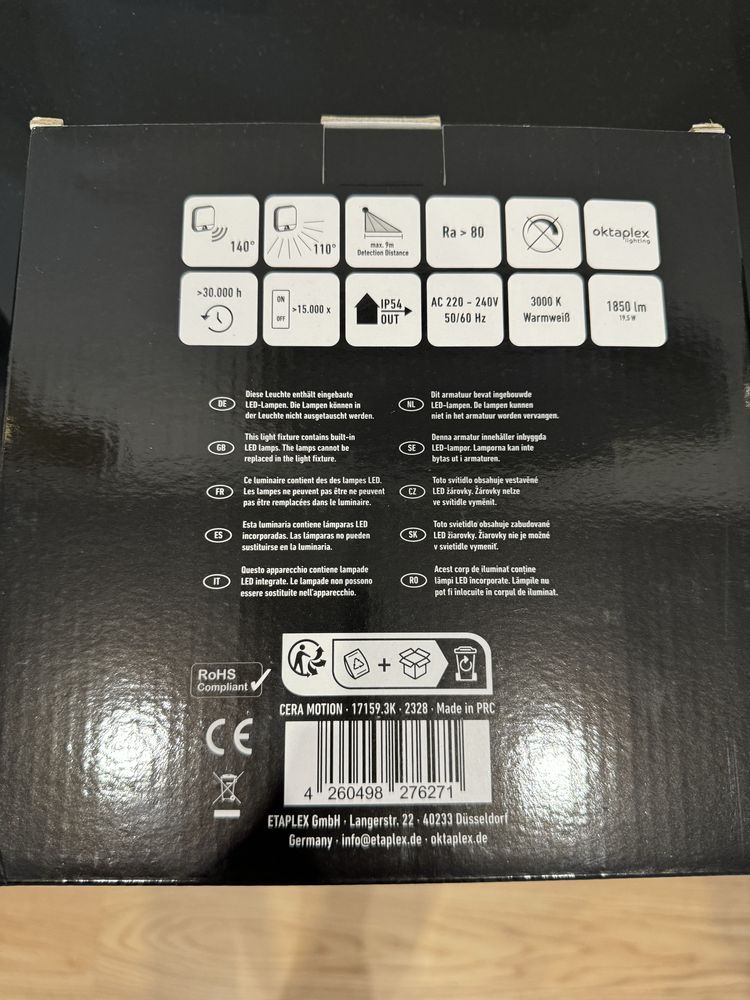 140°
110°
max. 9m
Detection Distance
Ra > 80
oktaplex
lighting
>30.000 h
ON
OFF
>15.000 x
IP54
OUT
AC 220 - 240V
50/60 Hz
3000 K
Warmweiß
1850 lm
19,5 W
DE
Diese Leuchte enthält eingebaute
LED-Lampen. Die Lampen können in
der Leuchte nicht ausgetauscht werden.
GB
This light fixture contains built-in
LED lamps. The lamps cannot be
replaced in the light fixture.
FR
Ce luminaire contient des des lampes LED.
Les lampes ne peuvent pas être ne peuvent
pas être remplacées dans le luminaire.
ES
Esta luminaria contiene lámparas LED
incorporadas. Las lámparas no pueden
sustituirse en la luminaria.
IT
Questo apparecchio contiene lampade
LED integrate. Le lampade non possono
essere sostituite nell'apparecchio.
NL
Dit armatuur bevat ingebouwde
LED-lampen. De lampen kunnen
niet in het armatuur worden vervangen.
SE
Denna armatur innehåller inbyggda
LED-lampor. Lamporna kan inte
bytas ut i armaturen.
CZ
Toto svítidlo obsahuje vestavěné
LED žárovky. Žárovky nelze
ve svítidle vyměnit.
SK
Toto svietidlo obsahuje zabudované
LED žiarovky. Žiarovky nie je možné
v svietidle vymeniť.
RO
Acest corp de iluminat conține
lămpi LED încorporate. Lămpile nu
pot fi inlocuite in corpul de iluminat.
RoHS
Compliant
CERA MOTION · 17159.3K · 2328 · Made in PRC
CE
4 260498 276271
ETAPLEX GmbH · Langerstr. 22 · 40233 Düsseldorf
Germany · info@etaplex.de · oktaplex.de